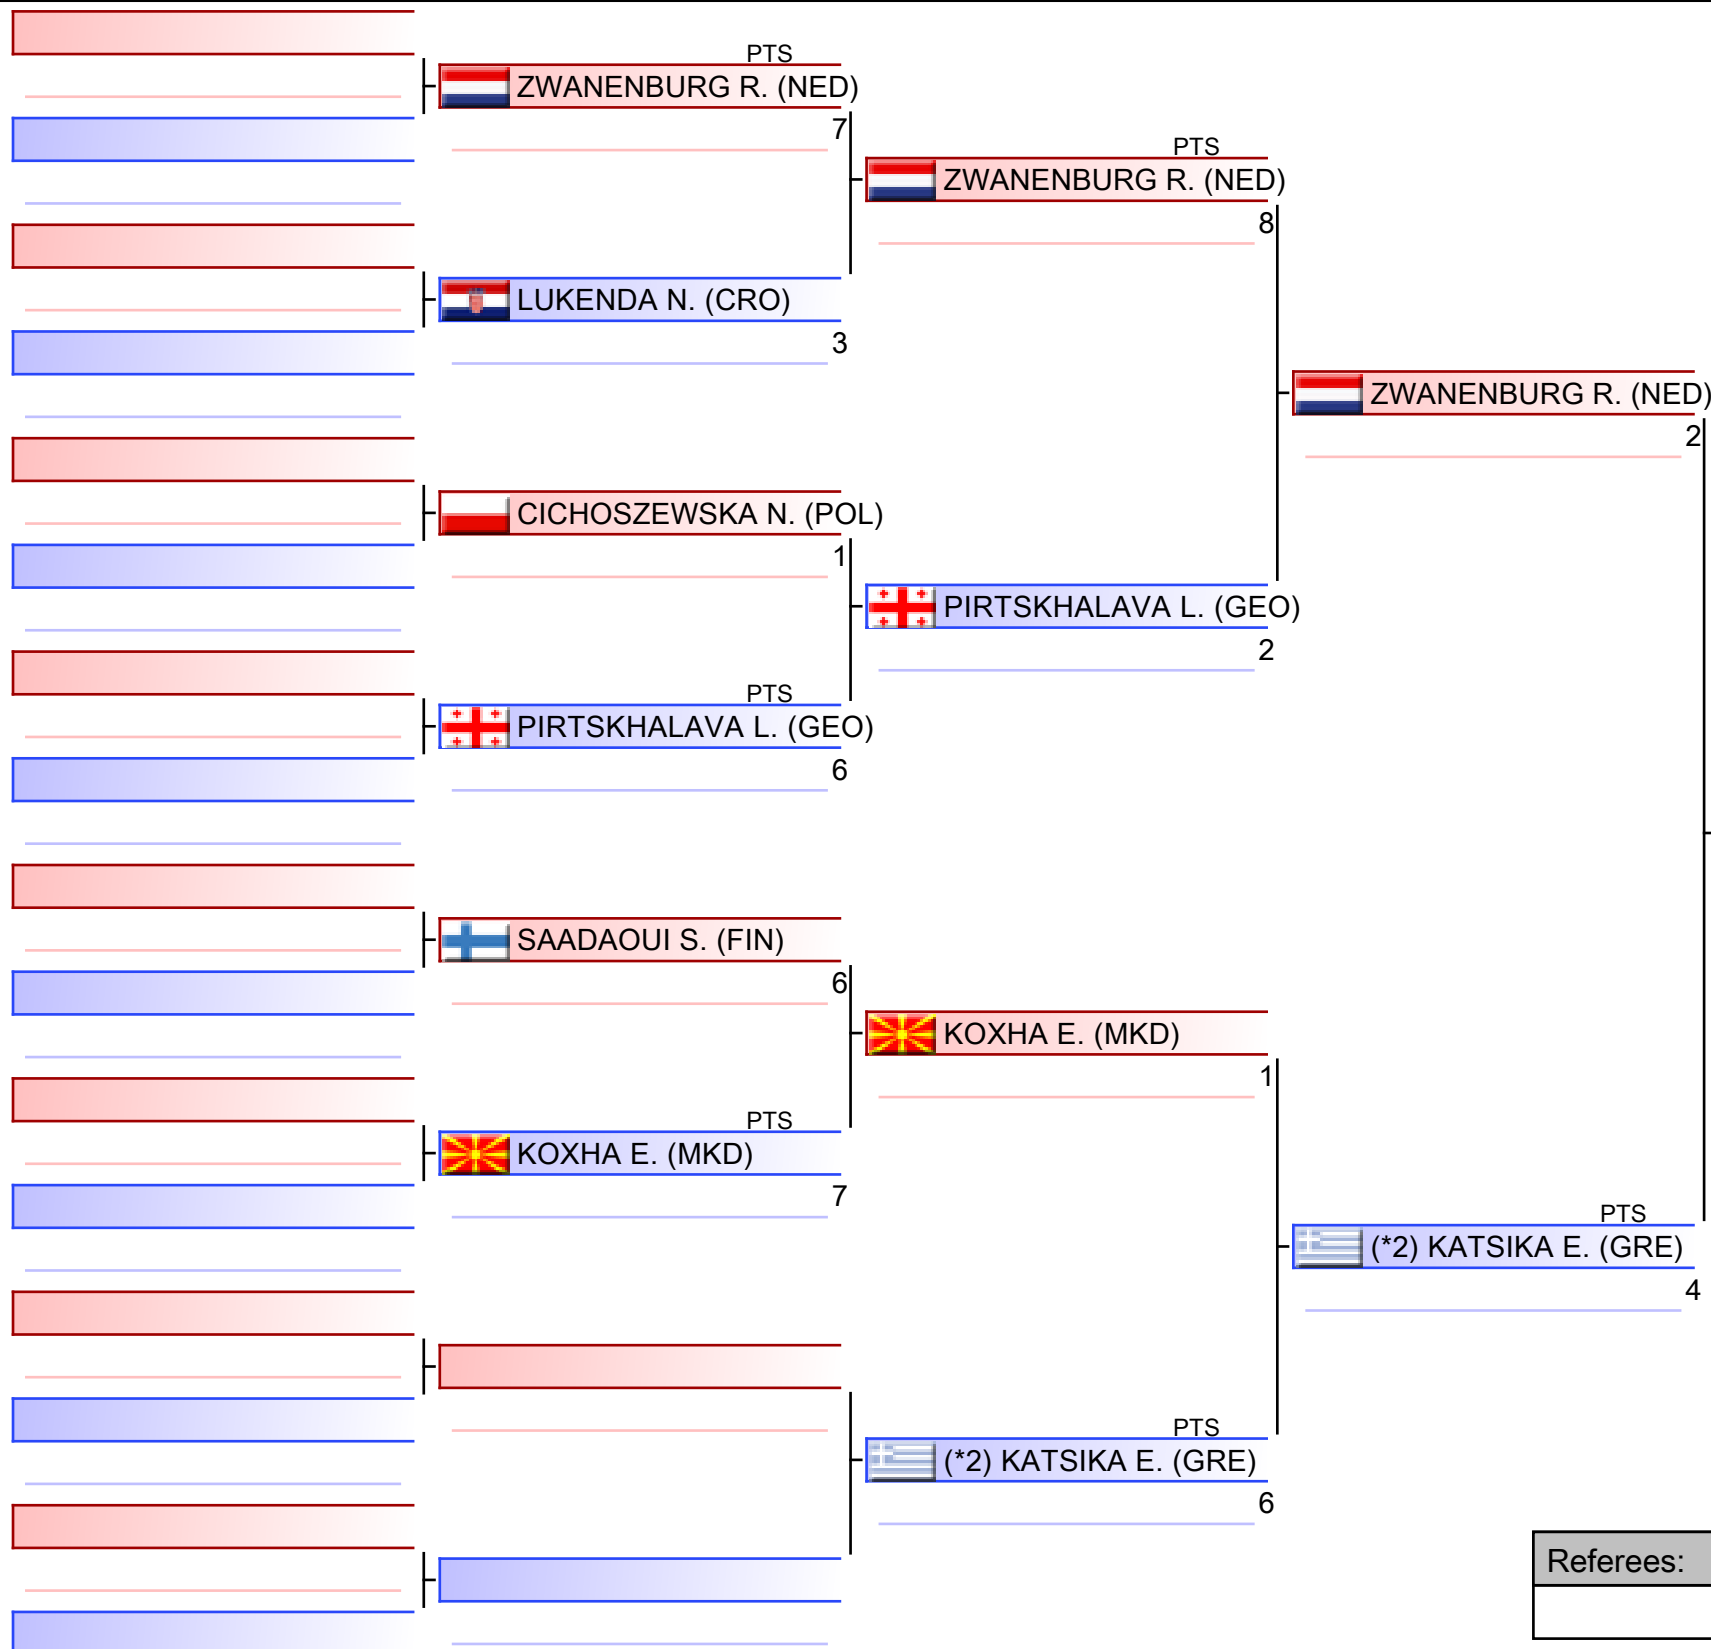 PTS
ZWANENBURG R. (NED)
7
LUKENDA N. (CRO)
3
CICHOSZEWSKA N. (POL)
1
PTS
PIRTSKHALAVA L. (GEO)
6
SAADAOUI S. (FIN)
6
PTS
KOXHA E. (MKD)
7
PTS
ZWANENBURG R. (NED)
8
PIRTSKHALAVA L. (GEO)
2
KOXHA E. (MKD)
1
PTS
(*2) KATSIKA E. (GRE)
6
ZWANENBURG R. (NED)
2
PTS
(*2) KATSIKA E. (GRE)
4
Referees: